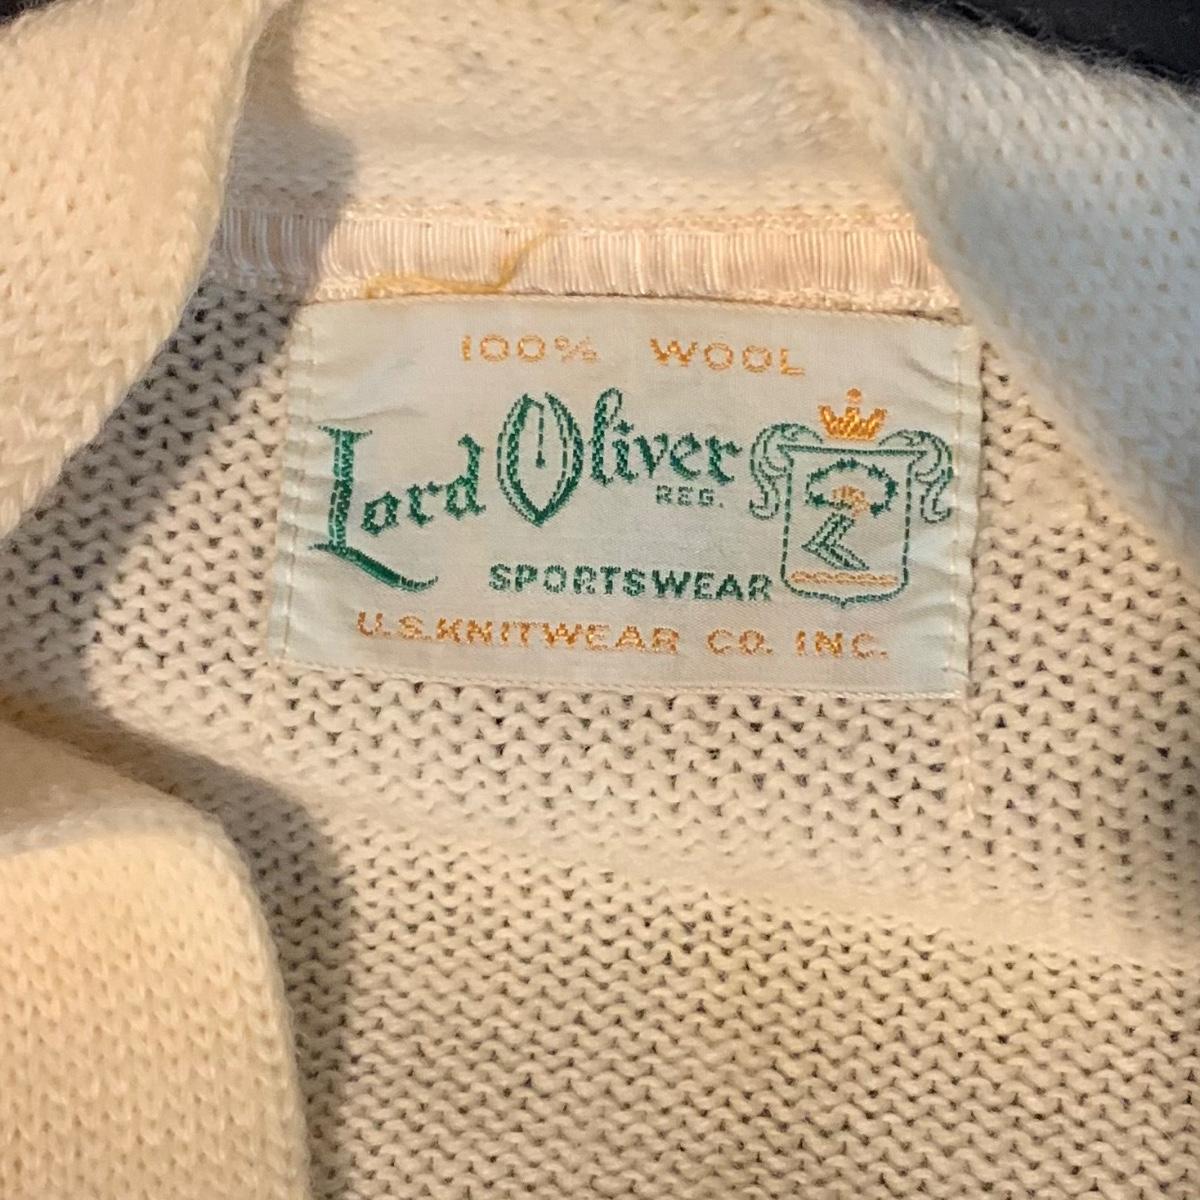 100% WOOL
Lord Oliver
REG.
SPORTSWEAR
U.S. KNITWEAR CO. INC.